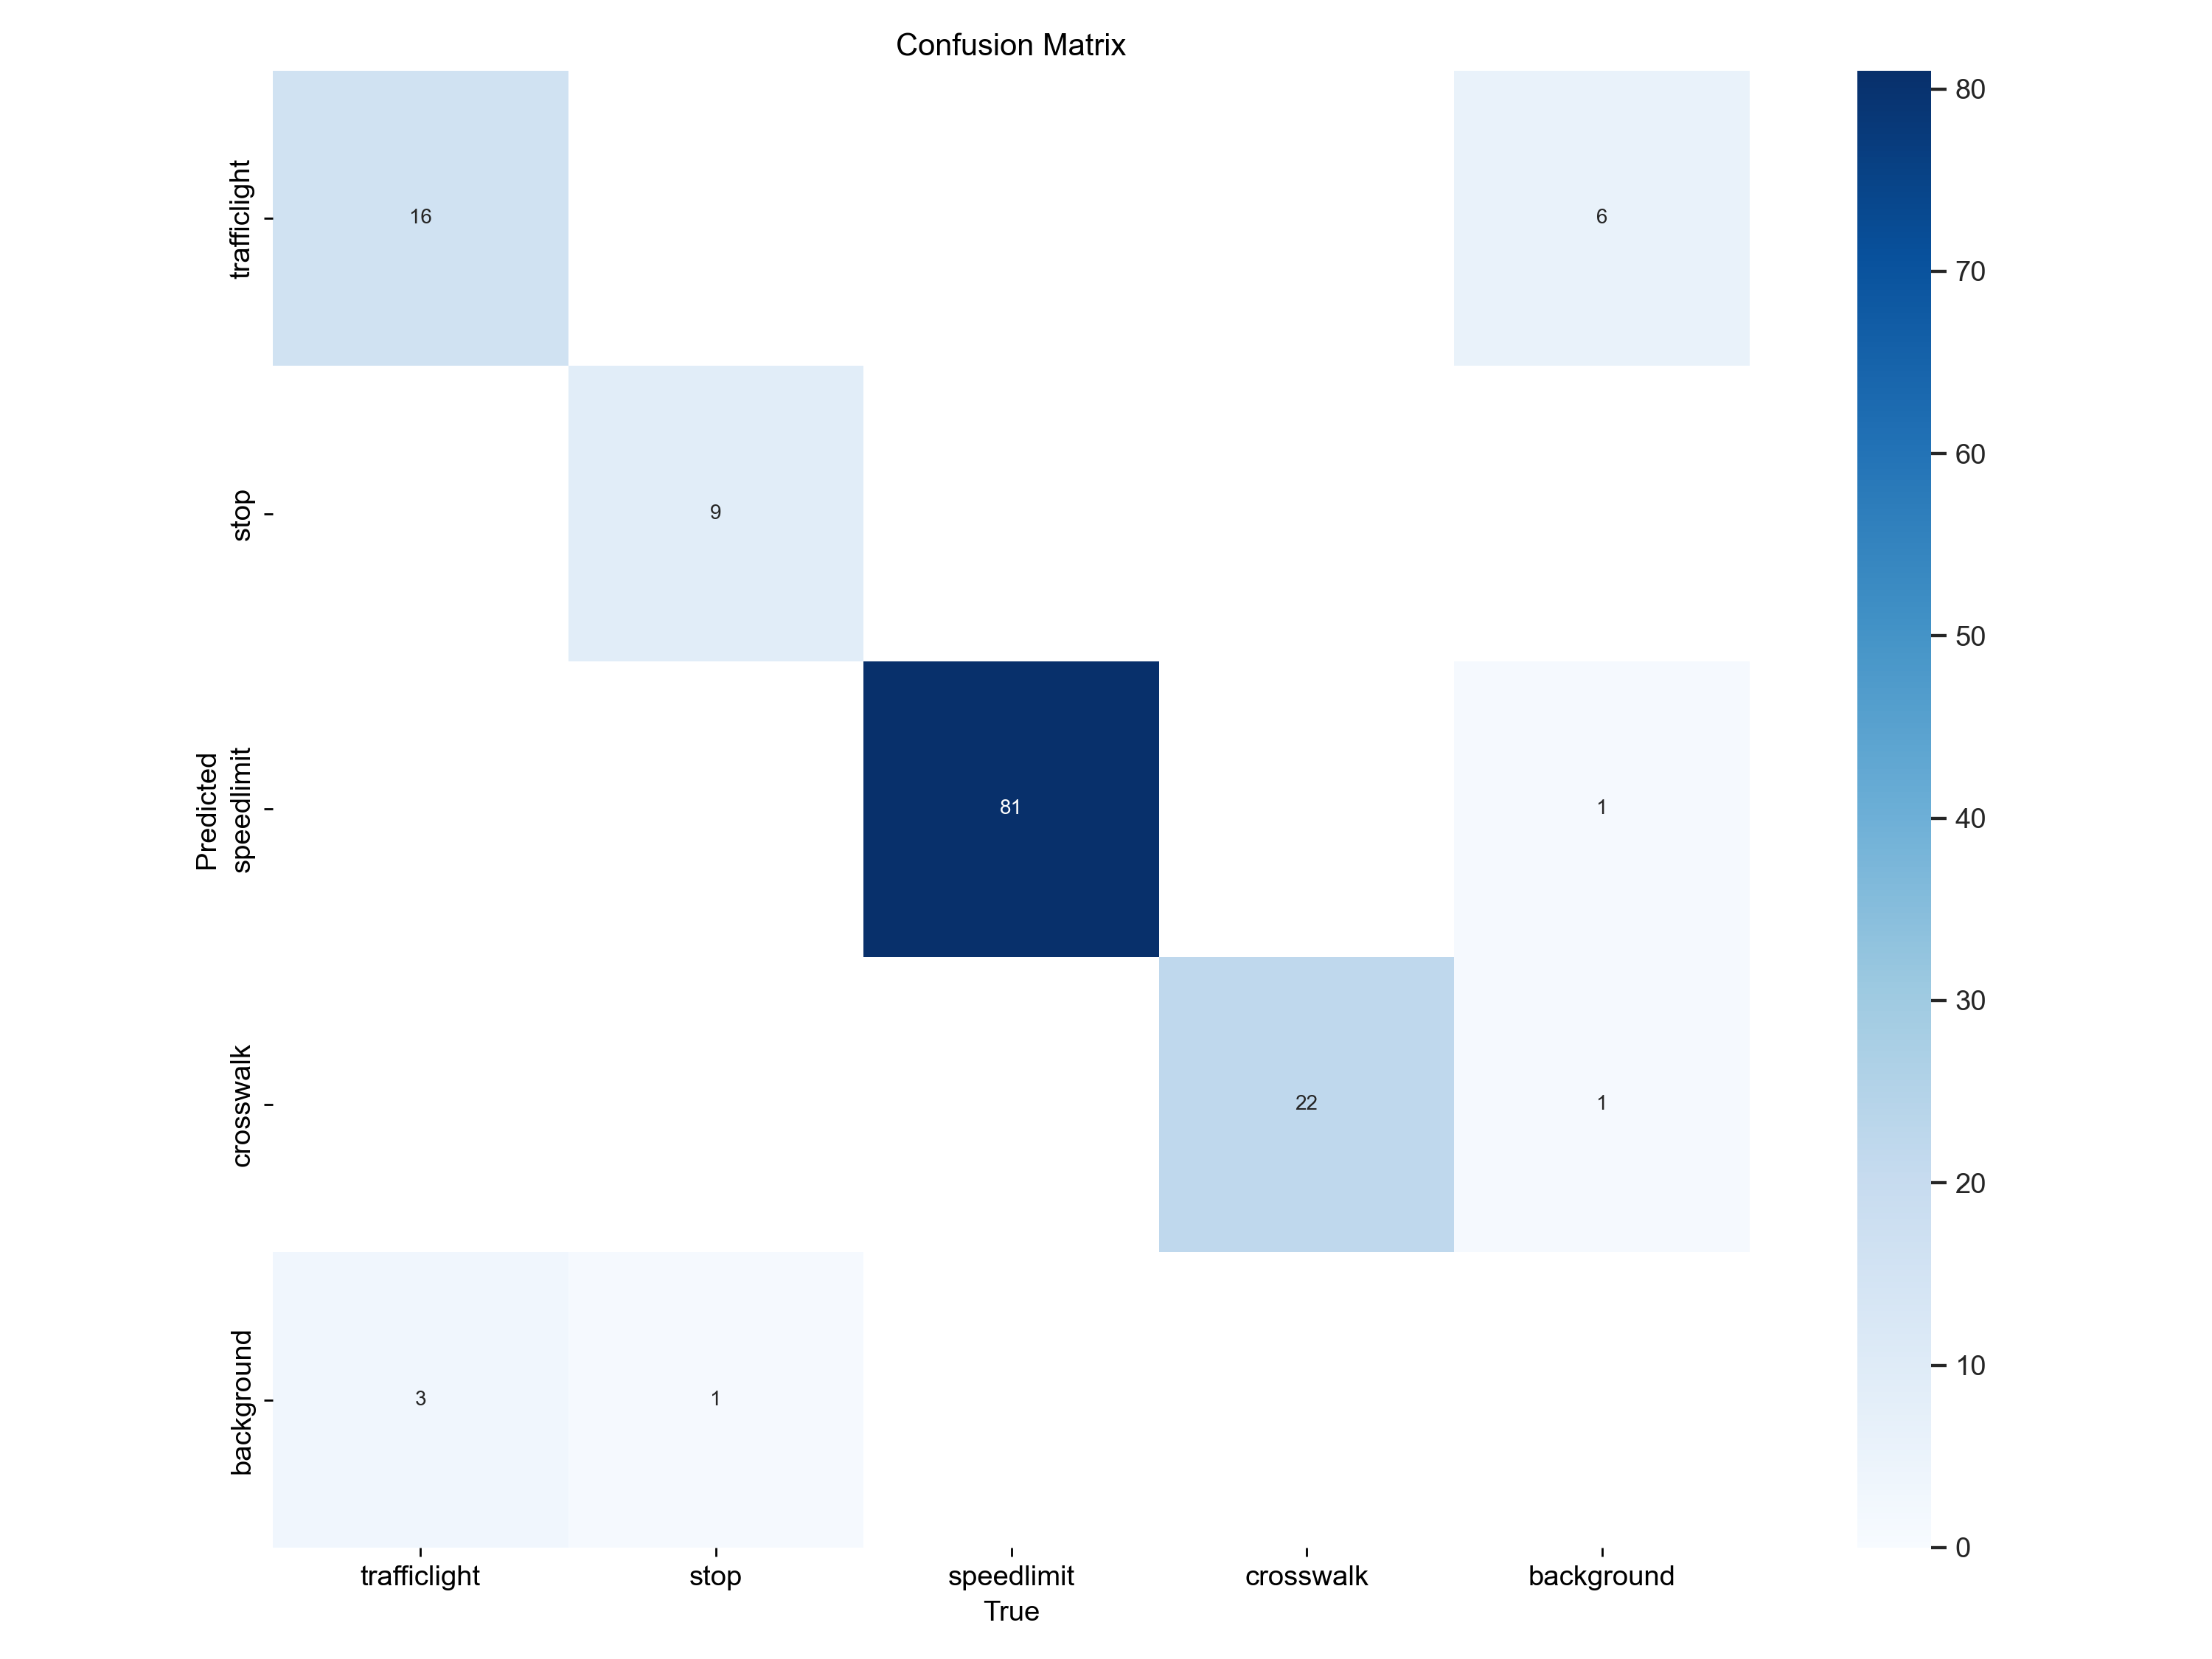 Confusion Matrix
trafficlight
16
6
stop
9
speedlimit
81
1
crosswalk
22
1
background
3
1
Predicted
trafficlight
stop
speedlimit
crosswalk
background
True
80
70
60
50
40
30
20
10
0